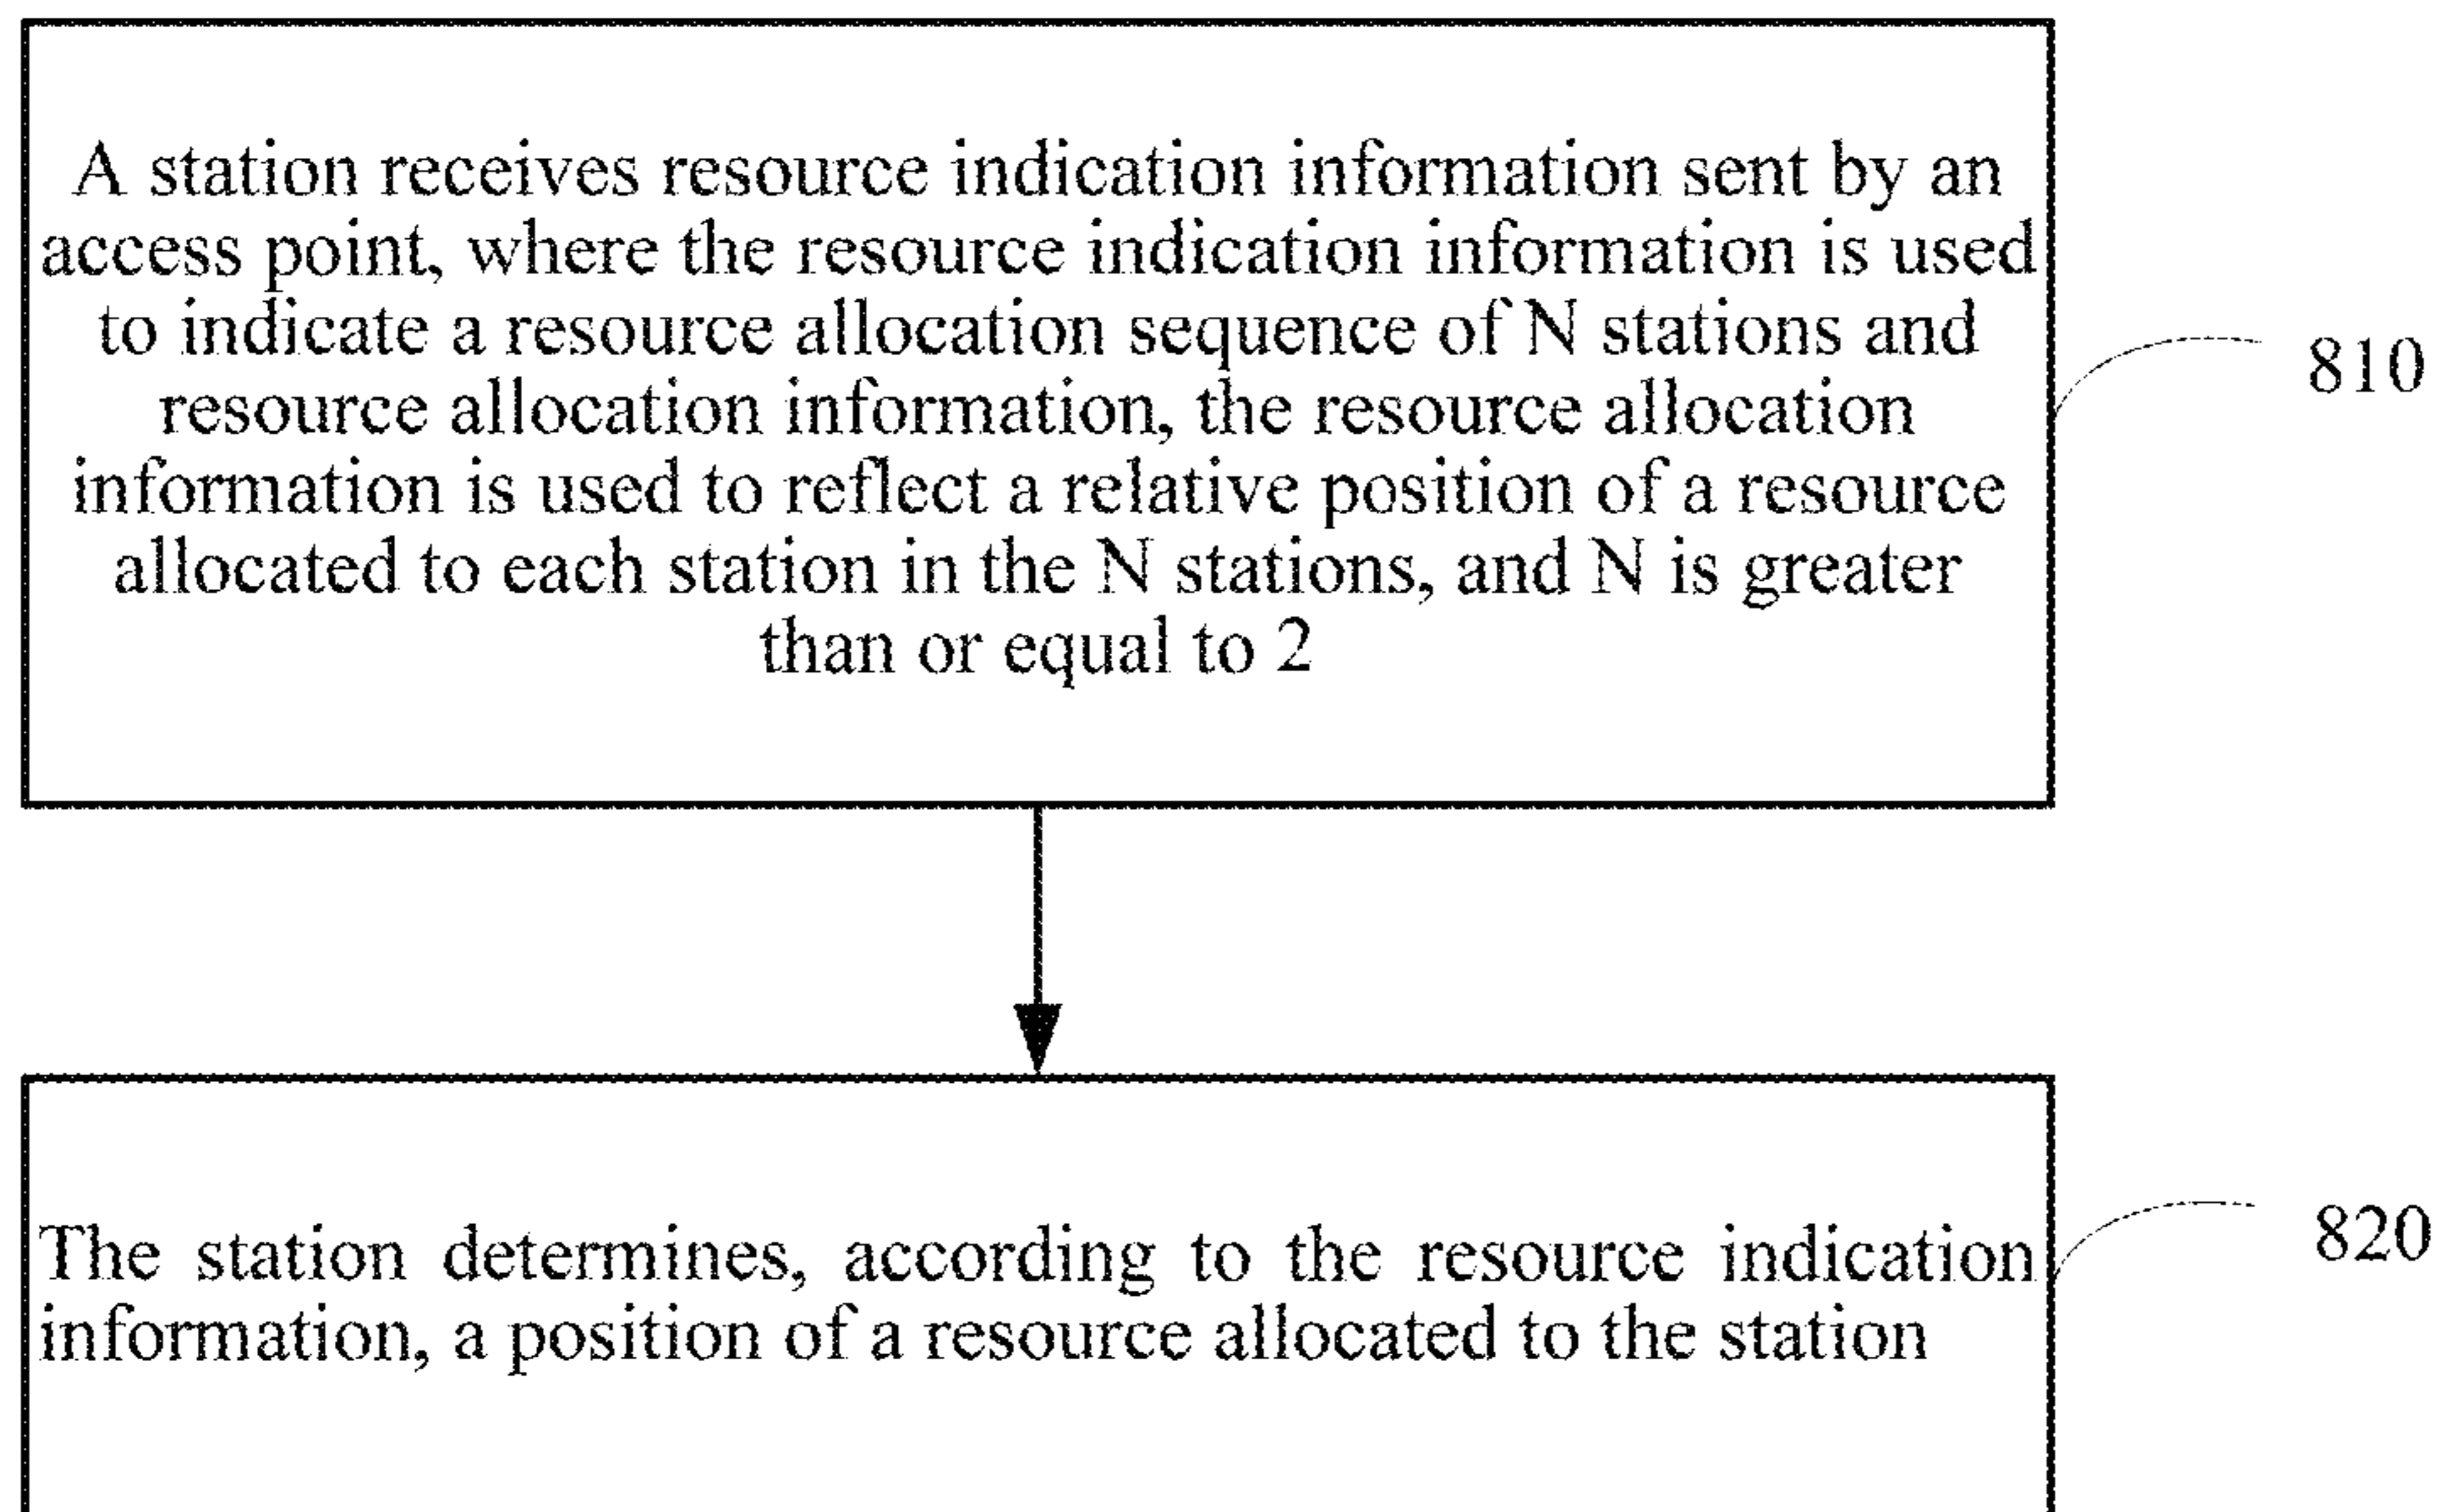 A station receives resource indication information sent by an
access point, where the resource indication information is used
to indicate a resource allocation sequence of N stations and
resource allocation information, the resource allocation
information is used to reflect a relative position of a resource
allocated to each station in the N stations, and N is greater
than or equal to 2
810
The station determines, according to the resource indication
information, a position of a resource allocated to the station
820